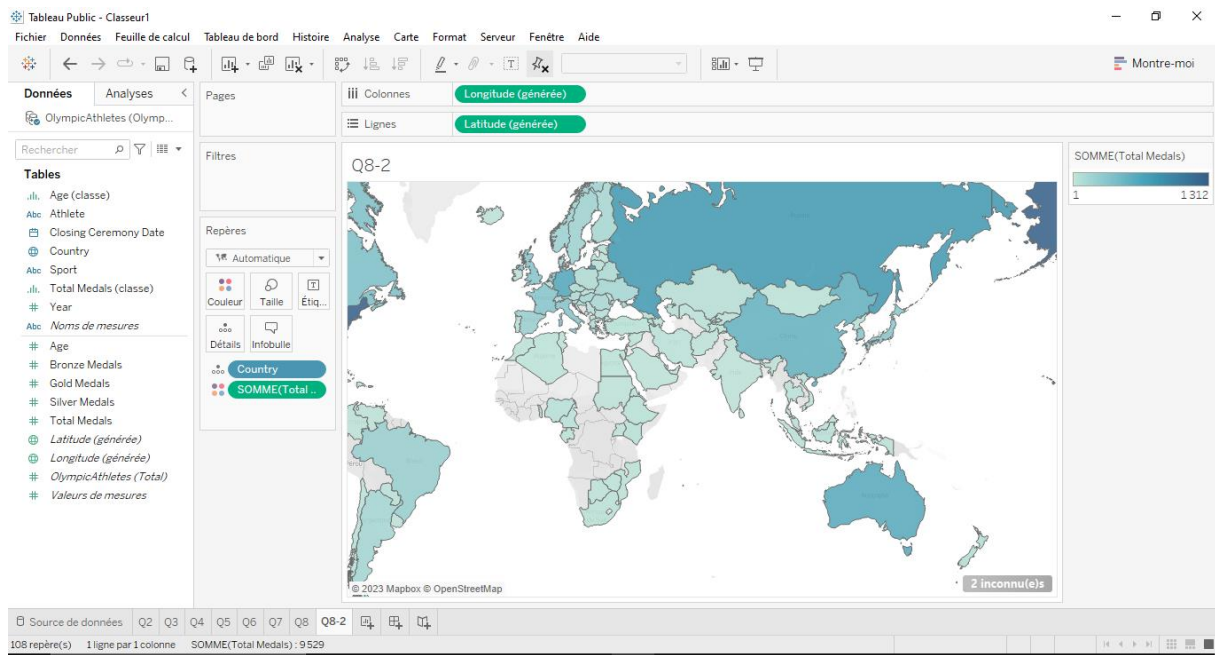 Tableau Public - Classeur1
Fichier Données Feuille de calcul Tableau de bord Histoire Analyse Carte Format Serveur Fenêtre Aide
Montre-moi
Données Analyses
OlympicAthletes (Olymp...
Rechercher
Tables
Age (classe)
Abc Athlete
Closing Ceremony Date
Country
Abc Sport
Total Medals (classe)
# Year
Abc Noms de mesures
# Age
# Bronze Medals
# Gold Medals
# Silver Medals
# Total Medals
Latitude (générée)
Longitude (générée)
# OlympicAthletes (Total)
# Valeurs de mesures
Pages
Filtres
Repères
Automatique
Couleur Taille Étiq...
Détails Infobulle
Country
SOMME(Total ..
Colonnes Longitude (générée)
Lignes Latitude (générée)
Q8-2
© 2023 Mapbox © OpenStreetMap
2 inconnu(e)s
SOMME(Total Medals)
1 1 312
Source de données Q2 Q3 Q4 Q5 Q6 Q7 Q8 Q8-2
108 repère(s) 1 ligne par 1 colonne SOMME(Total Medals) : 9 529